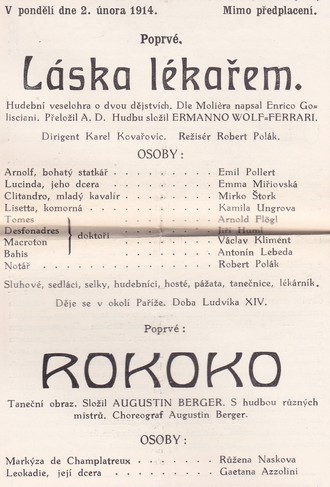 V pondělí dne 2. února 1914. Mimo předplacení.
Poprvé.
Láska lékařem.
Hudební veselohra o dvou dějstvích. Dle Moliéra napsal Enrico Go=
lisciani. Přeložil A. D. Hudbu složil ERMANNO WOLF=FERRARI.
Dirigent Karel Kovařovic. Režisér Robert Polák.
OSOBY:
Arnolf, bohatý statkář . . . . . . . Emil Pollert
Lucinda, jeho dcera . . . . . . . Emma Miřiovská
Clitandro, mladý kavalír . . . . . . Mirko Štork
Lisetta, komorná . . . . . . . . Kamila Ungrova
Tomes Arnold Flögl
Desfonadres Jiří Huml
Macroton } doktoři . . . . . Václav Kliment
Bahis Antonín Lebeda
Notář . . . . . . . . . . . Robert Polák
Sluhové, sedláci, selky, hudebníci, hosté, pážata, tanečnice, lékárník.
Děje se v okolí Paříže. Doba Ludvíka XIV.
Poprvé:
ROKOKO
Taneční obraz. Složil AUGUSTIN BERGER. S hudbou různých
mistrů. Choreograf Augustin Berger.
OSOBY:
Markýza de Champlatreux . . . . . . Růžena Naskova
Leokadie, její dcera . . . . . . . Gaetana Azzolini